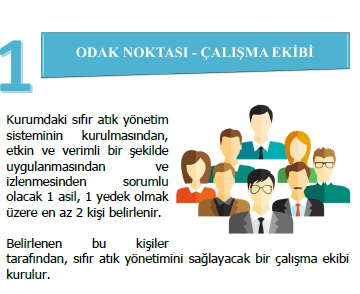 1
ODAK NOKTASI - ÇALIŞMA EKİBİ
Kurumdaki sıfır atık yönetim
sisteminin kurulmasından,
etkin ve verimli bir şekilde
uygulanmasından ve
izlenmesinden sorumlu
olacak 1 asil, 1 yedek olmak
üzere en az 2 kişi belirlenir.
Belirlenen bu kişiler
tarafından, sıfır atık yönetimini sağlayacak bir çalışma ekibi
kurulur.